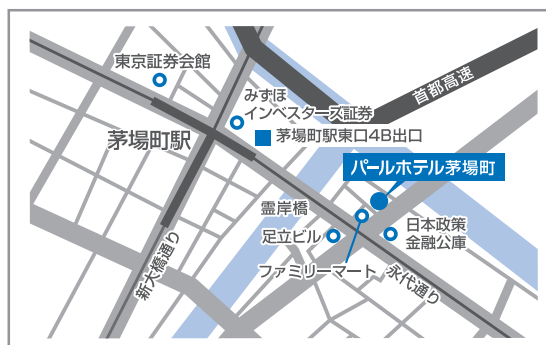 東京証券会館
みずほ
インベスターズ証券
首都高速
茅場町駅
茅場町駅東口4B出口
パールホテル茅場町
霊岸橋
足立ビル
日本政策
金融公庫
ファミリーマート
新大橋通り
永代通り